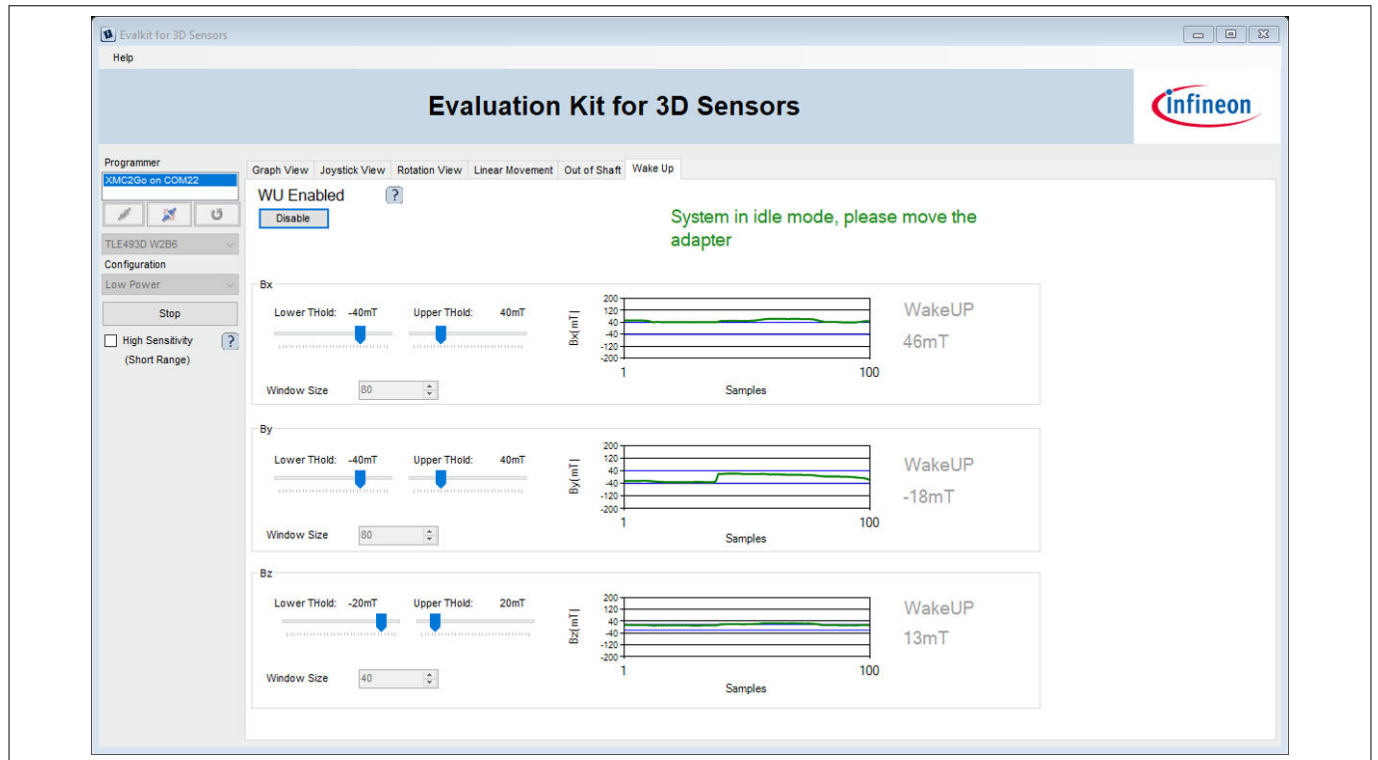 Evalkit for 3D Sensors
Help
Evaluation Kit for 3D Sensors
infineon
Programmer
XMC2Go on COM22
TLE493D W2B6
Configuration
Low Power
Stop
High Sensitivity ?
(Short Range)
Graph View Joystick View Rotation View Linear Movement Out of Shaft Wake Up
WU Enabled ?
Disable
System in idle mode, please move the
adapter
Bx
Lower THold: -40mT Upper THold: 40mT
Window Size 80
Bx[mT]
200
120
40
-40
-120
-200
1 100
Samples
WakeUP
46mT
By
Lower THold: -40mT Upper THold: 40mT
Window Size 80
By[mT]
200
120
40
-40
-120
-200
1 100
Samples
WakeUP
-18mT
Bz
Lower THold: -20mT Upper THold: 20mT
Window Size 40
Bz[mT]
200
120
40
-40
-120
-200
1 100
Samples
WakeUP
13mT